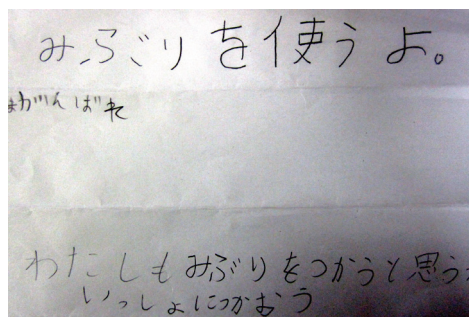 みぶりを使うよ。
がんばれ
わたしもみぶりをつかうと思う
いっしょにつかおう